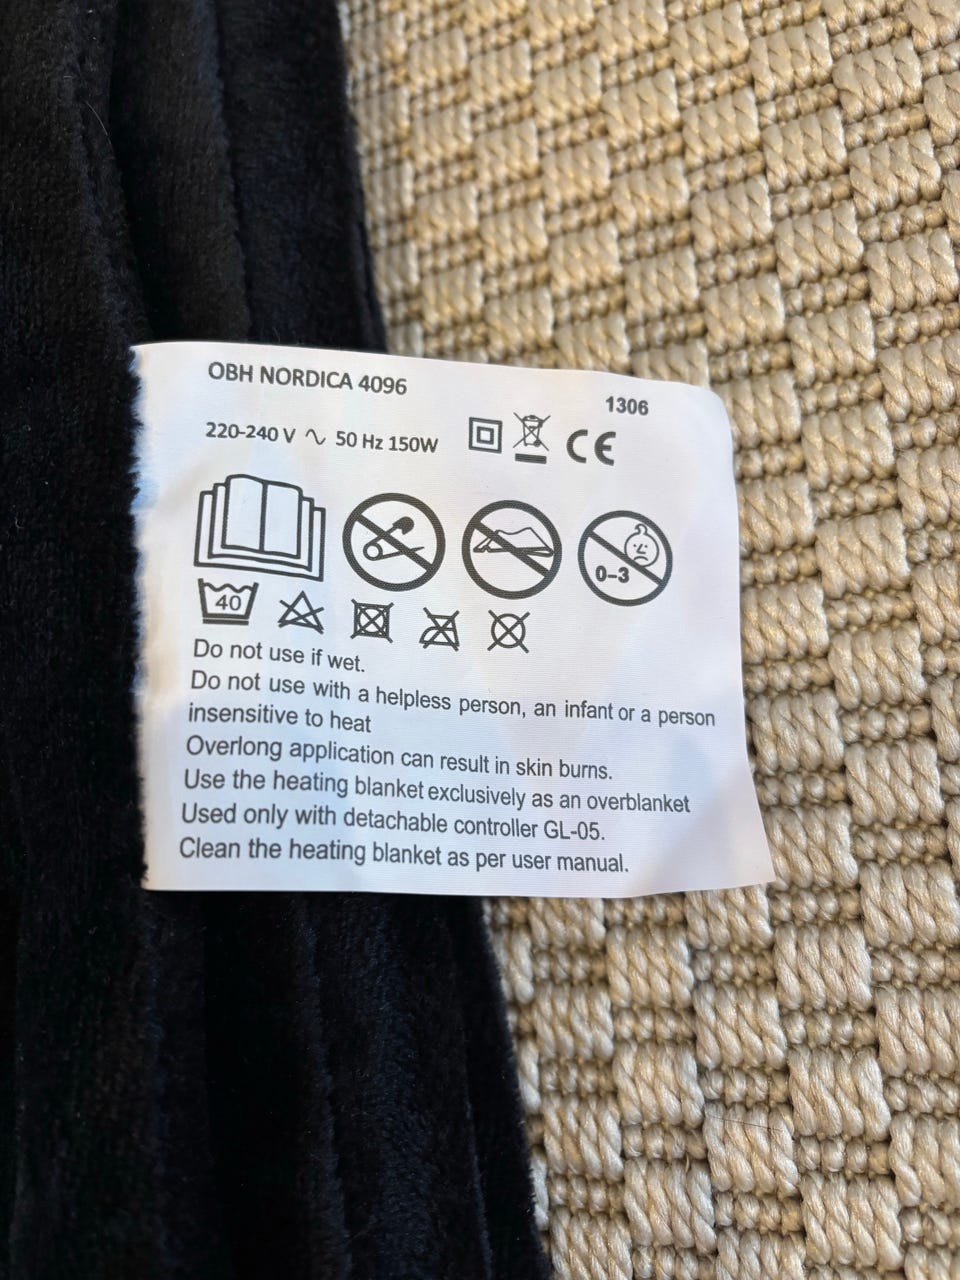 OBH NORDICA 4096
1306
220-240 V ∿ 50 Hz 150W
CE
0-3
40
Do not use if wet.
Do not use with a helpless person, an infant or a person
insensitive to heat
Overlong application can result in skin burns.
Use the heating blanket exclusively as an overblanket
Used only with detachable controller GL-05.
Clean the heating blanket as per user manual.